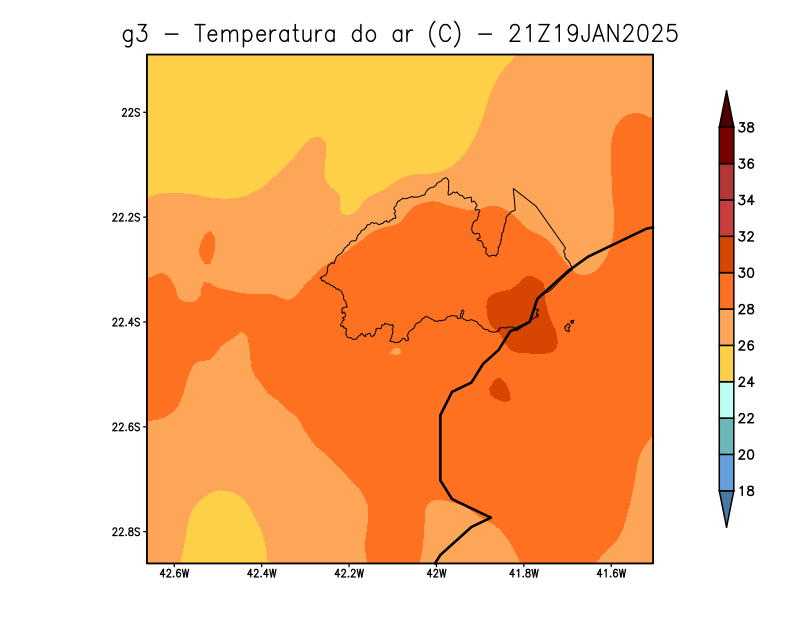 g3 – Temperatura do ar (C) – 21Z19JAN2025
22S
22.2S
22.4S
22.6S
22.8S
42.6W
42.4W
42.2W
42W
41.8W
41.6W
38
36
34
32
30
28
26
24
22
20
18